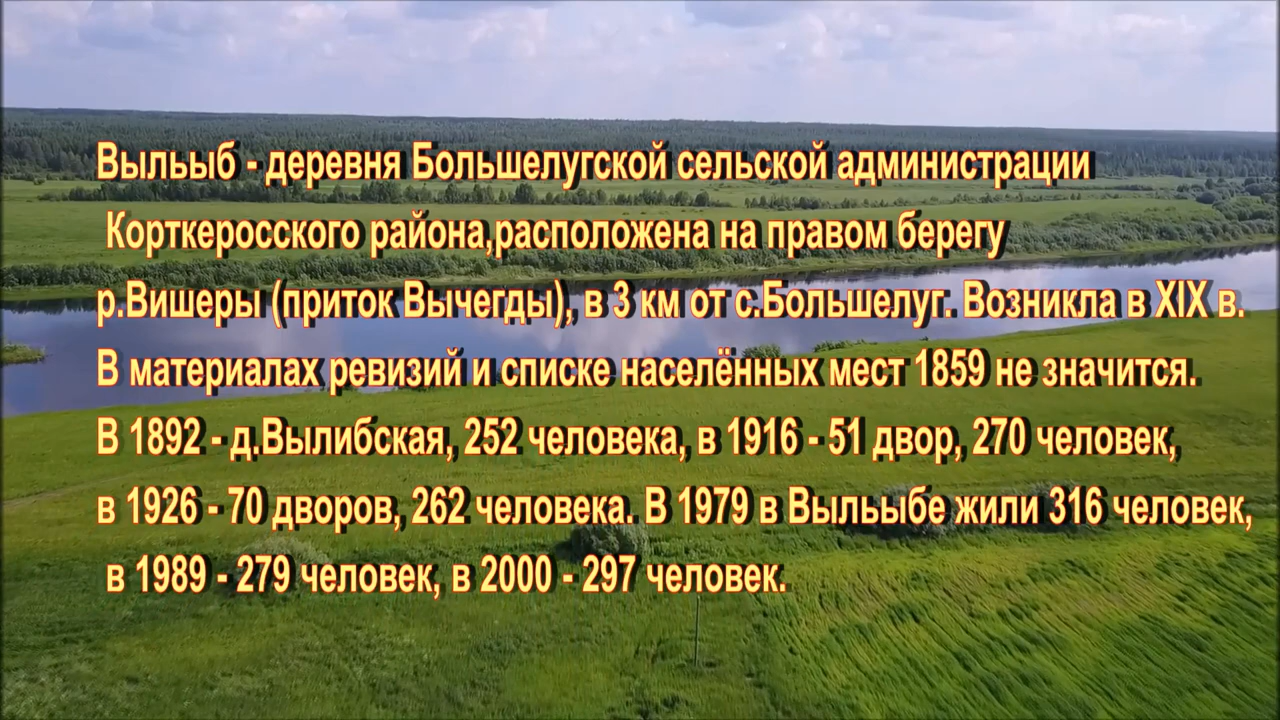 Выльыб - деревня Большелугской сельской администрации
Корткеросского района,расположена на правом берегу
р.Вишеры (приток Вычегды), в 3 км от с.Большелуг. Возникла в XIX в.
В материалах ревизий и списке населённых мест 1859 не значится.
В 1892 - д.Вылибская, 252 человека, в 1916 - 51 двор, 270 человек,
в 1926 - 70 дворов, 262 человека. В 1979 в Выльыбе жили 316 человек,
в 1989 - 279 человек, в 2000 - 297 человек.